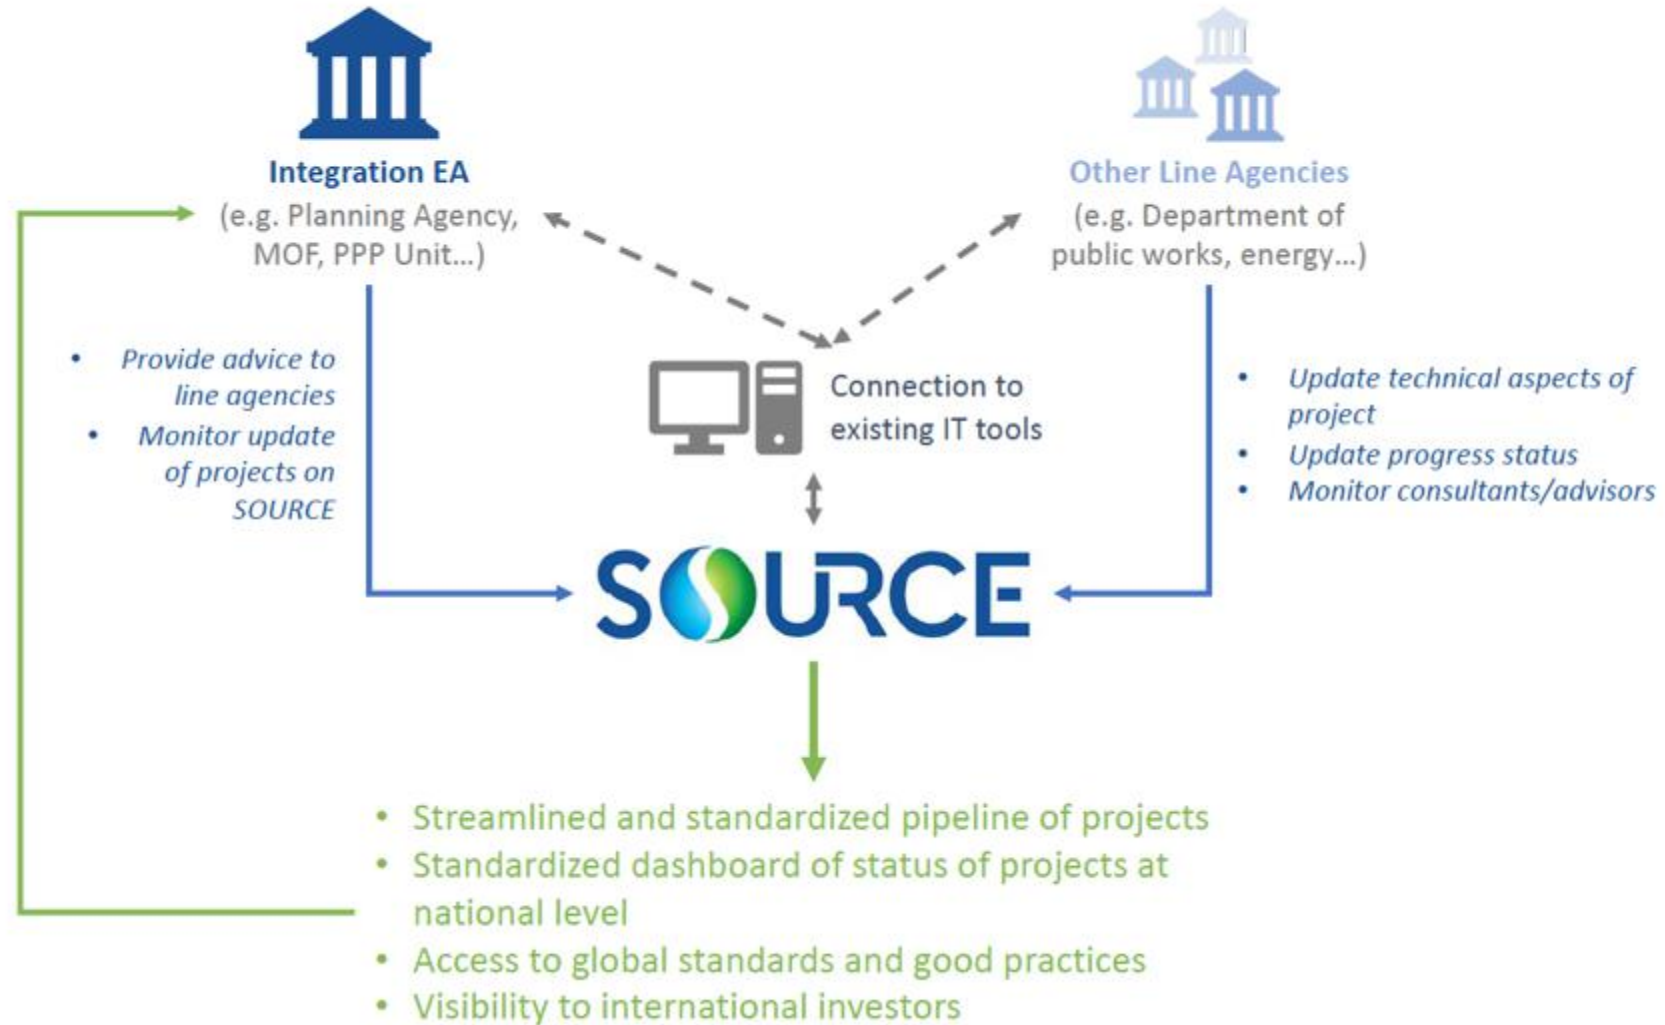 Integration EA
(e.g. Planning Agency,
MOF, PPP Unit...)
Other Line Agencies
(e.g. Department of
public works, energy...)
• Provide advice to
line agencies
• Monitor update
of projects on
SOURCE
Connection to
existing IT tools
• Update technical aspects of
project
• Update progress status
• Monitor consultants/advisors
SOURCE
• Streamlined and standardized pipeline of projects
• Standardized dashboard of status of projects at
national level
• Access to global standards and good practices
• Visibility to international investors